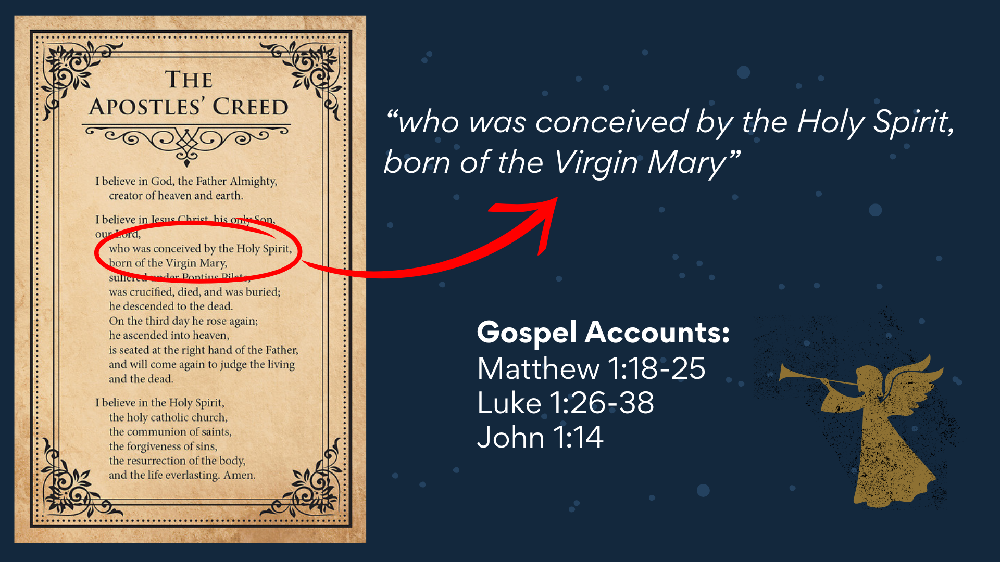 THE
APOSTLES’ CREED
I believe in God, the Father Almighty,
creator of heaven and earth.
I believe in Jesus Christ, his only Son,
our Lord,
who was conceived by the Holy Spirit,
born of the Virgin Mary,
suffered under Pontius Pilate,
was crucified, died, and was buried;
he descended to the dead.
On the third day he rose again;
he ascended into heaven,
is seated at the right hand of the Father,
and will come again to judge the living
and the dead.
I believe in the Holy Spirit,
the holy catholic church,
the communion of saints,
the forgiveness of sins,
the resurrection of the body,
and the life everlasting. Amen.
“who was conceived by the Holy Spirit,
born of the Virgin Mary”
Gospel Accounts:
Matthew 1:18-25
Luke 1:26-38
John 1:14